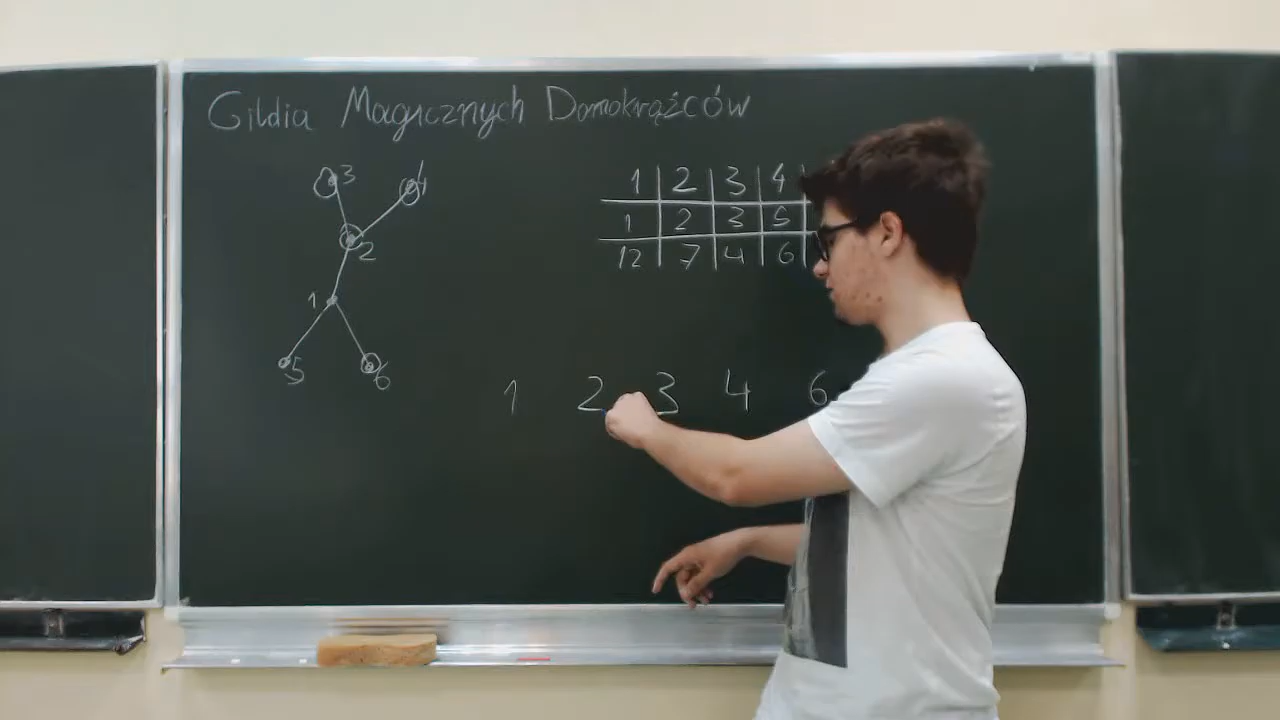 Gildia Magicznych Domokrążców
3 4
2
1
5 6
1 2 3 4
1 2 3 5
12 7 4 6
1 2 3 4 6